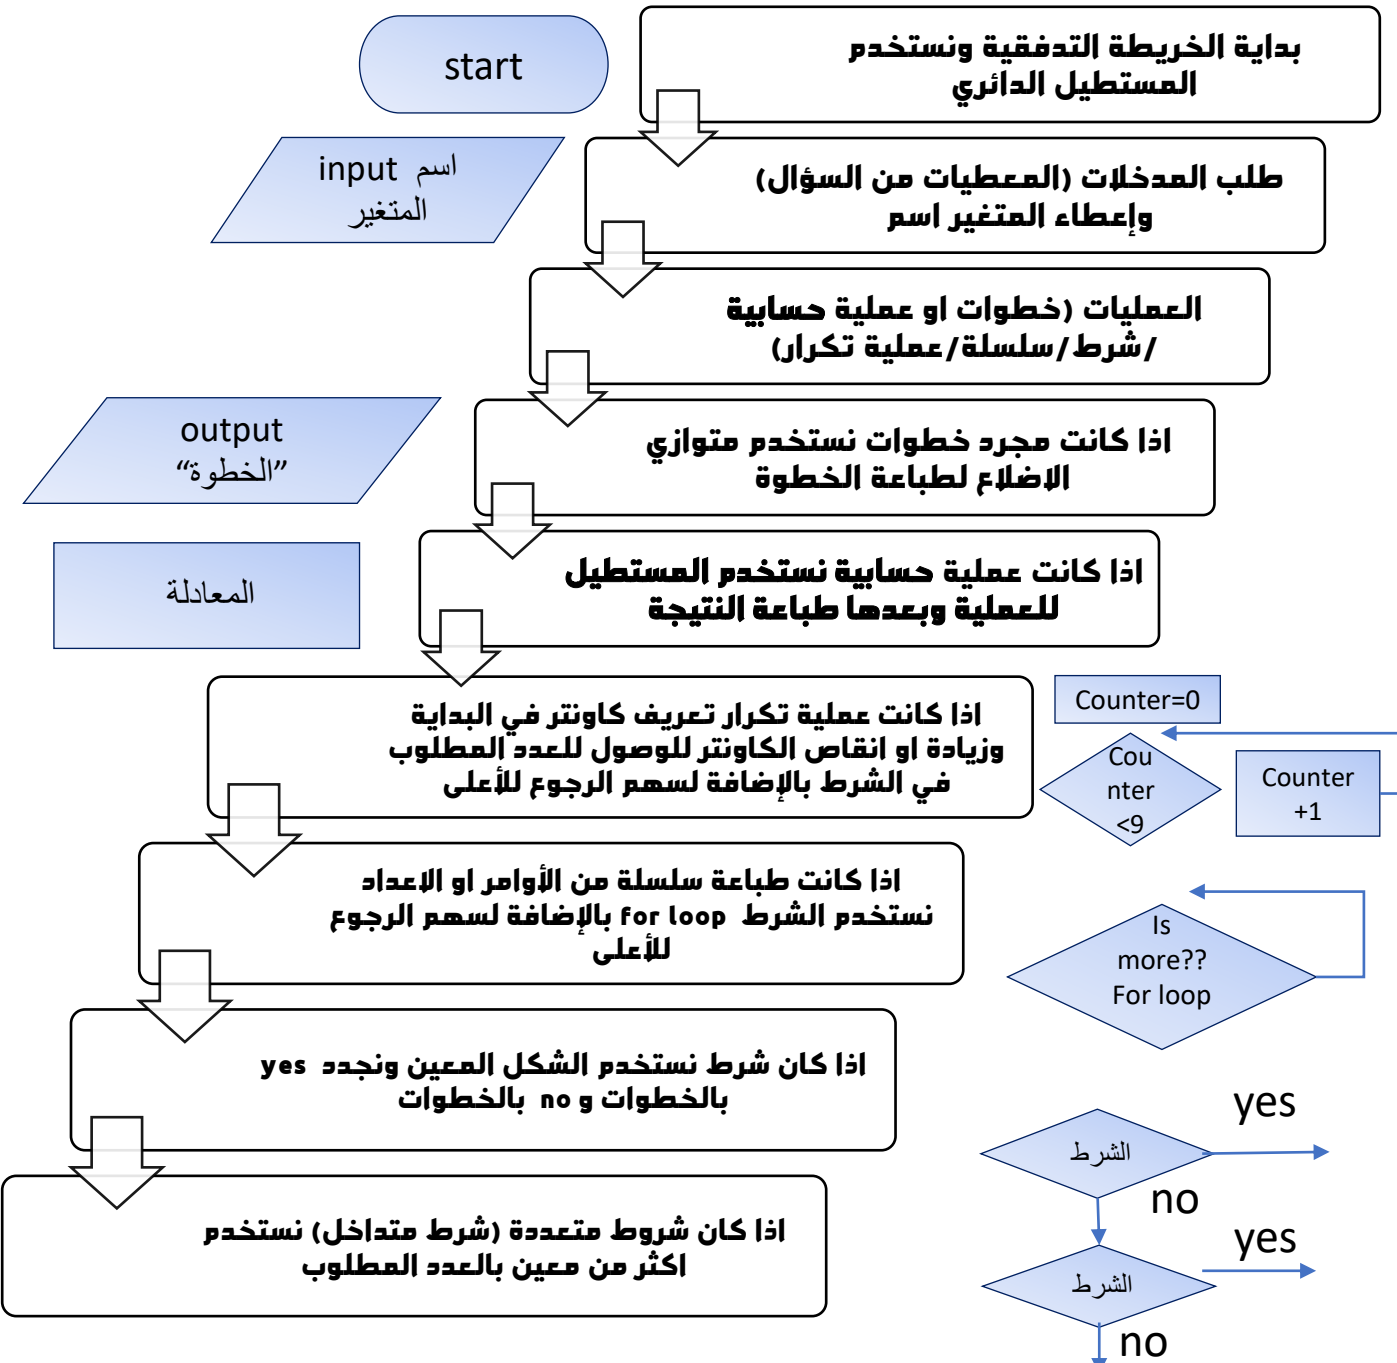 start
بداية الخريطة التدفقية ونستخدم
المستطيل الدائري
input اسم
المتغير
طلب المدخلات (المعطيات من السؤال)
وإعطاء المتغير اسم
العمليات (خطوات او عملية حسابية
/شرط/سلسلة/عملية تكرار)
output
“الخطوة”
اذا كانت مجرد خطوات نستخدم متوازي
الاضلاع لطباعة الخطوة
المعادلة
اذا كانت عملية حسابية نستخدم المستطيل
للعملية وبعدها طباعة النتيجة
اذا كانت عملية تكرار تعريف كاونتر في البداية
وزيادة او انقاص الكاونتر للوصول للعدد المطلوب
في الشرط بالإضافة لسهم الرجوع للأعلى
Counter=0
Cou
nter
<9
Counter
+1
اذا كانت طباعة سلسلة من الأوامر او الاعداد
نستخدم الشرط for loop بالإضافة لسهم الرجوع
للأعلى
Is
more??
For loop
اذا كان شرط نستخدم الشكل المعين ونجدد yes
بالخطوات و no بالخطوات
الشرط
yes
no
اذا كان شروط متعددة (شرط متداخل) نستخدم
اكثر من معين بالعدد المطلوب
الشرط
yes
no